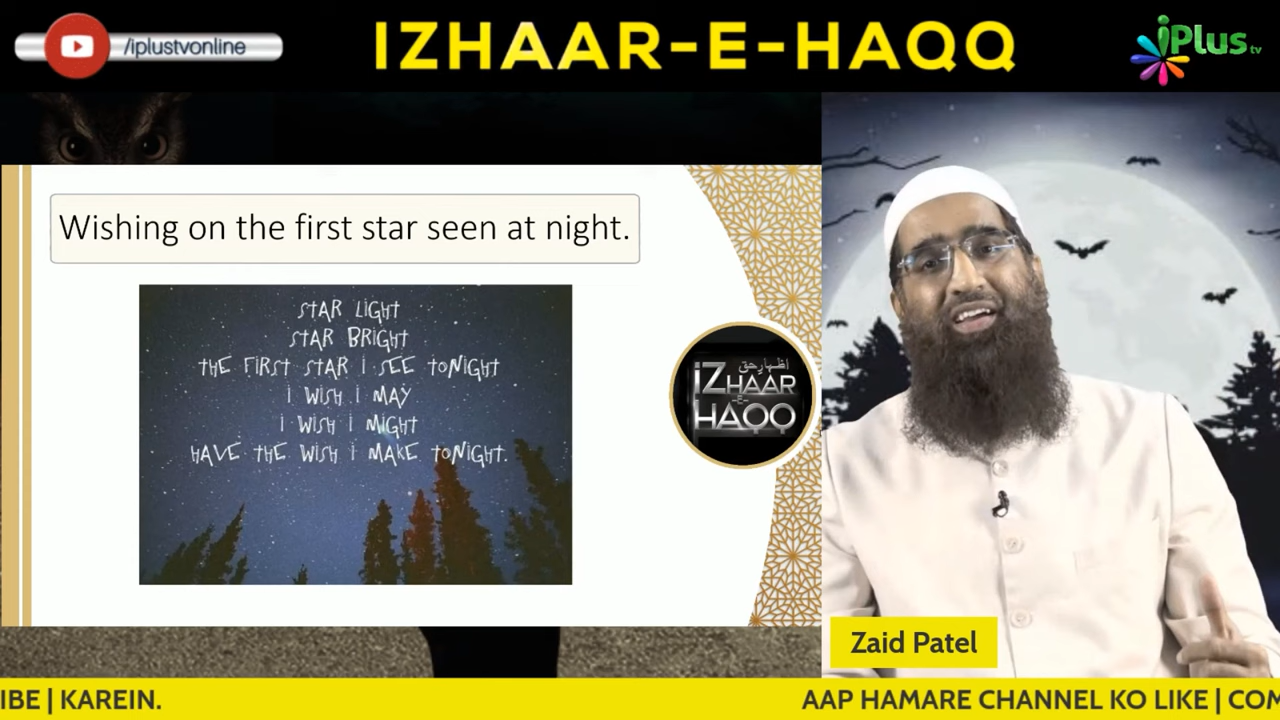 /iplustvonline
IZHAAR-E-HAQQ
iPlus tv
Wishing on the first star seen at night.
STAR LIGHT
STAR BRIGHT
THE FIRST STAR I SEE TONIGHT
I WISH I MAY
I WISH I MIGHT
HAVE THE WISH I MAKE TONIGHT.
اظہارِ حق
IZHAAR
-E-
HAQQ
Zaid Patel
IBE | KAREIN.
AAP HAMARE CHANNEL KO LIKE | COM